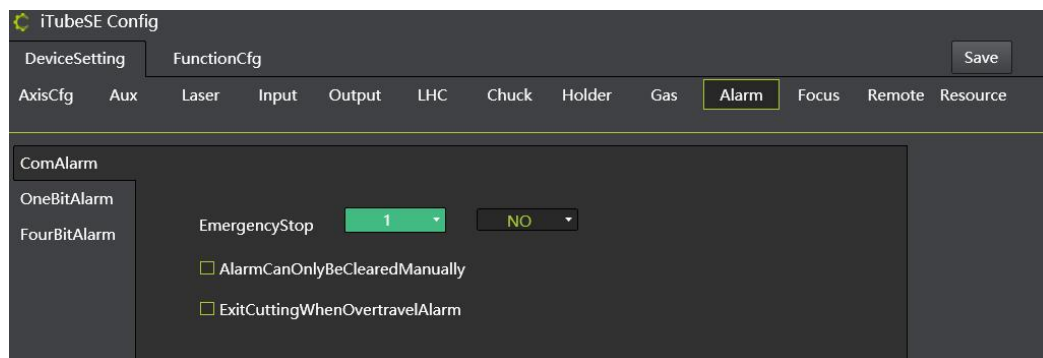 iTubeSE Config
DeviceSetting FunctionCfg Save
AxisCfg Aux Laser Input Output LHC Chuck Holder Gas Alarm Focus Remote Resource
ComAlarm
OneBitAlarm
EmergencyStop 1 NO
FourBitAlarm
AlarmCanOnlyBeClearedManually
ExitCuttingWhenOvertravelAlarm